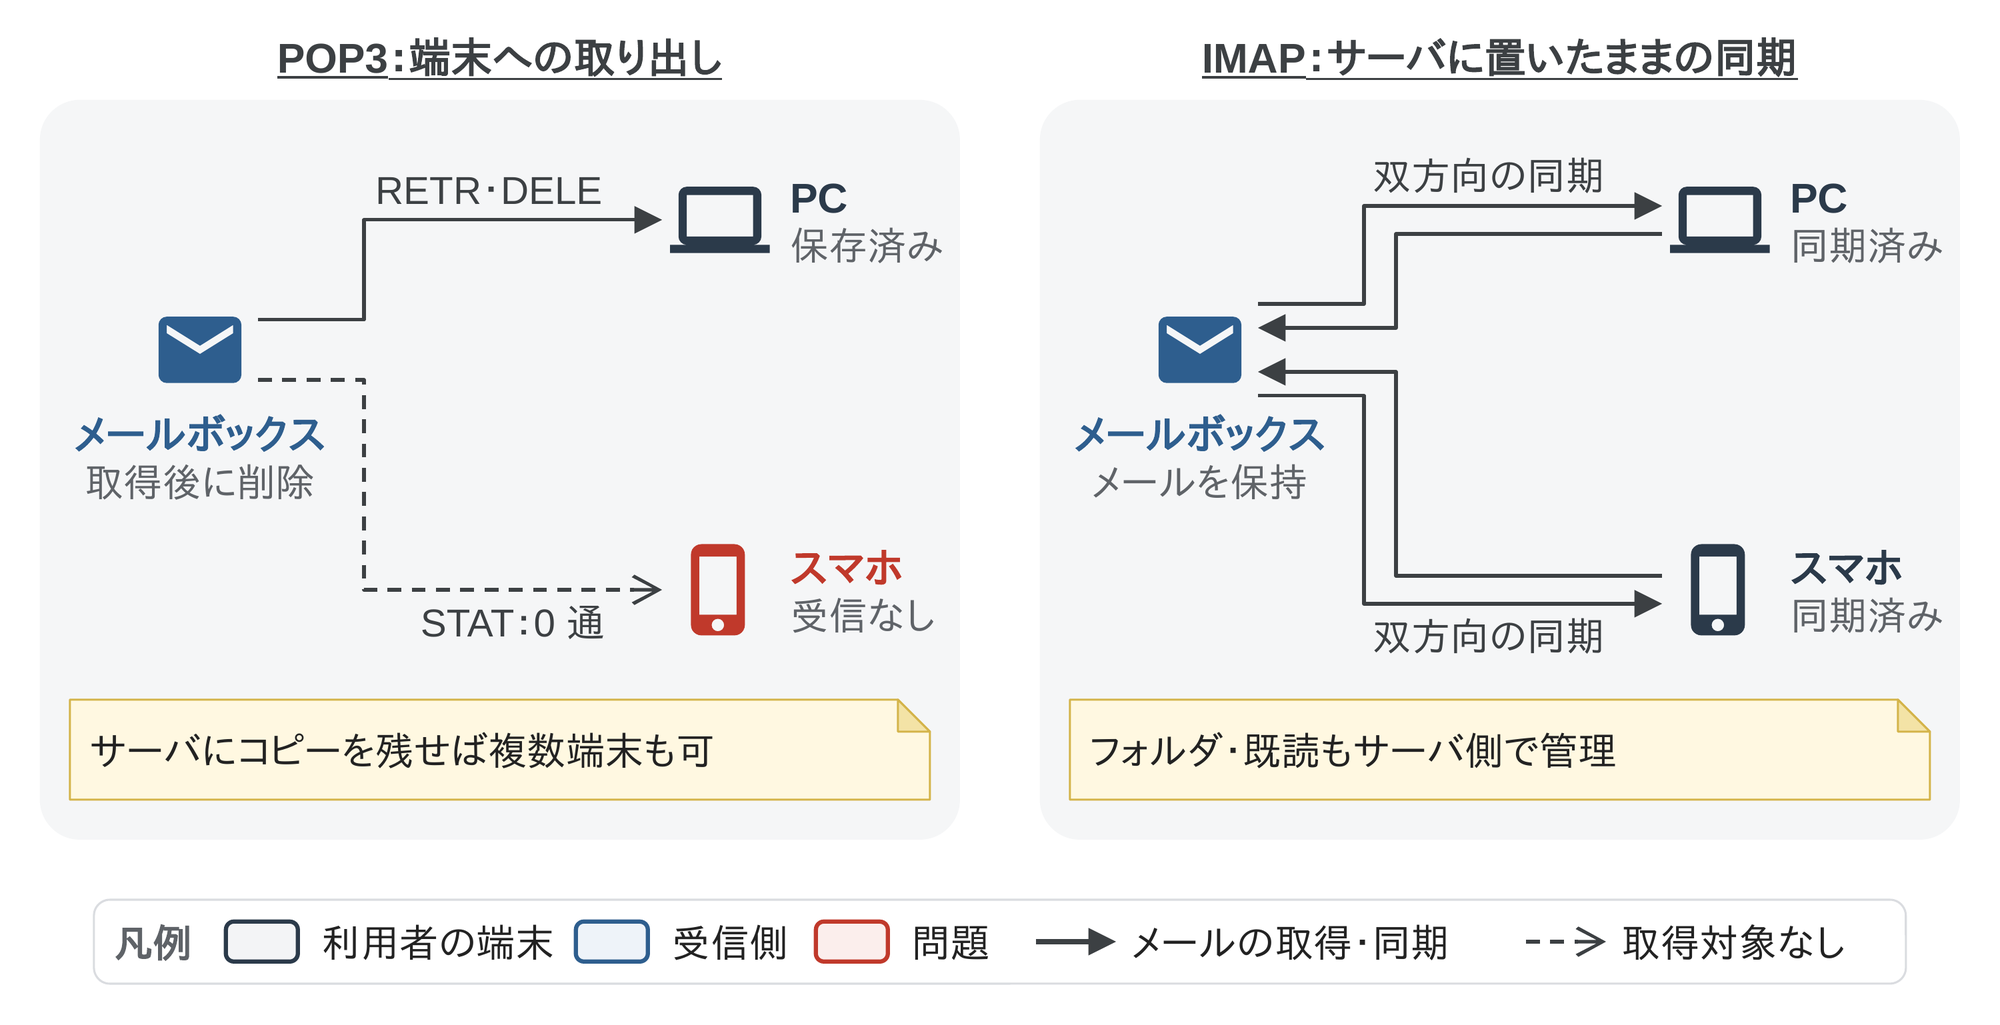 POP3：端末への取り出し
RETR・DELE
PC
保存済み
メールボックス
取得後に削除
スマホ
受信なし
STAT：0 通
サーバにコピーを残せば複数端末も可
IMAP：サーバに置いたままの同期
双方向の同期
PC
同期済み
メールボックス
メールを保持
スマホ
同期済み
双方向の同期
フォルダ・既読もサーバ側で管理
凡例 利用者の端末 受信側 問題 メールの取得・同期 取得対象なし